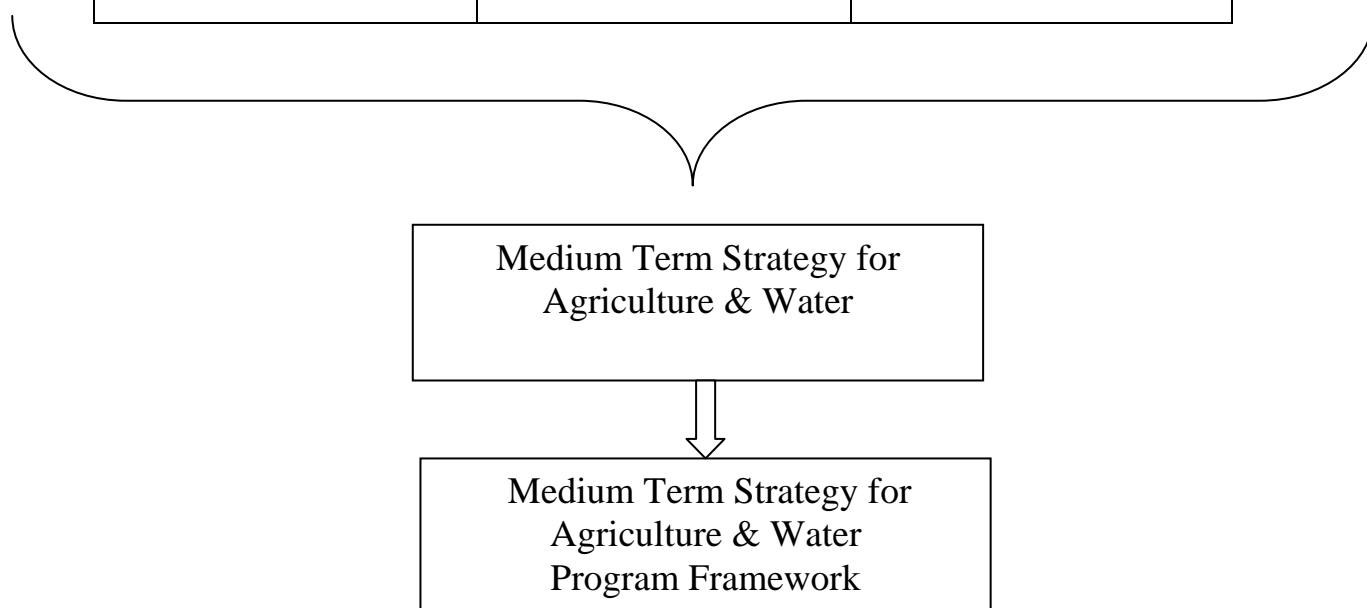 Medium Term Strategy for
Agriculture & Water
Medium Term Strategy for
Agriculture & Water
Program Framework